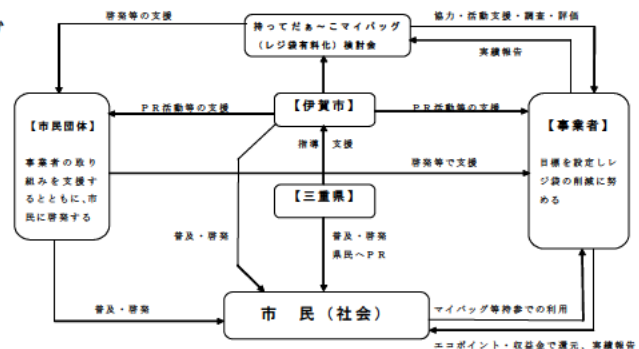 啓発等の支援
持ってだぁ～こマイバッグ
（レジ袋有料化）検討会
協力・活動支援・調査・評価
実績報告
ＰＲ活動等の支援
【伊賀市】
ＰＲ活動等の支援
【市民団体】
事業者の取り
組みを支援す
るとともに、市
民に啓発する
指導
支援
【事業者】
目標を設定しレ
ジ袋の削減に努
める
啓発等で支援
【三重県】
普及・啓発
普及・啓発
県民へＰＲ
普及・啓発
市　民（社会）
マイバッグ等持参での利用
エコポイント・収益金で還元、実績報告